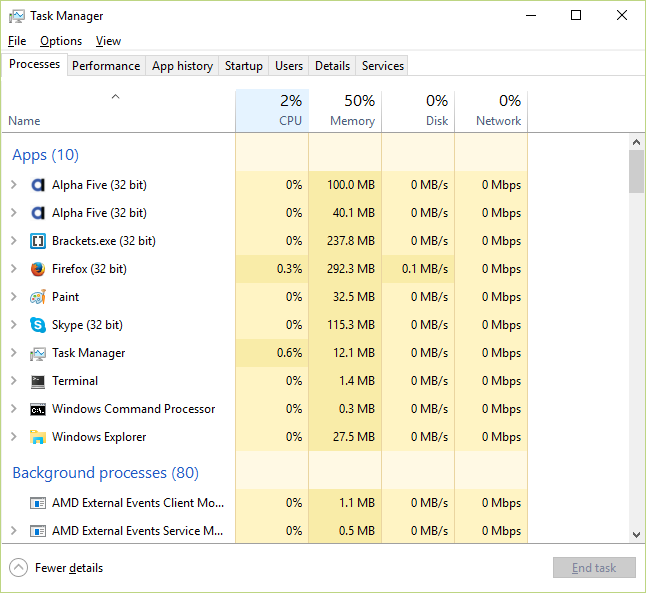 Task Manager
File Options View
Processes Performance App history Startup Users Details Services
2% 50% 0% 0%
Name CPU Memory Disk Network
Apps (10)
Alpha Five (32 bit) 0% 100.0 MB 0 MB/s 0 Mbps
Alpha Five (32 bit) 0% 40.1 MB 0 MB/s 0 Mbps
Brackets.exe (32 bit) 0% 237.8 MB 0 MB/s 0 Mbps
Firefox (32 bit) 0.3% 292.3 MB 0.1 MB/s 0 Mbps
Paint 0% 32.5 MB 0 MB/s 0 Mbps
Skype (32 bit) 0% 115.3 MB 0 MB/s 0 Mbps
Task Manager 0.6% 12.1 MB 0 MB/s 0 Mbps
Terminal 0% 1.4 MB 0 MB/s 0 Mbps
Windows Command Processor 0% 0.3 MB 0 MB/s 0 Mbps
Windows Explorer 0% 27.5 MB 0 MB/s 0 Mbps
Background processes (80)
AMD External Events Client Mo... 0% 1.1 MB 0 MB/s 0 Mbps
AMD External Events Service M... 0% 0.5 MB 0 MB/s 0 Mbps
Fewer details End task